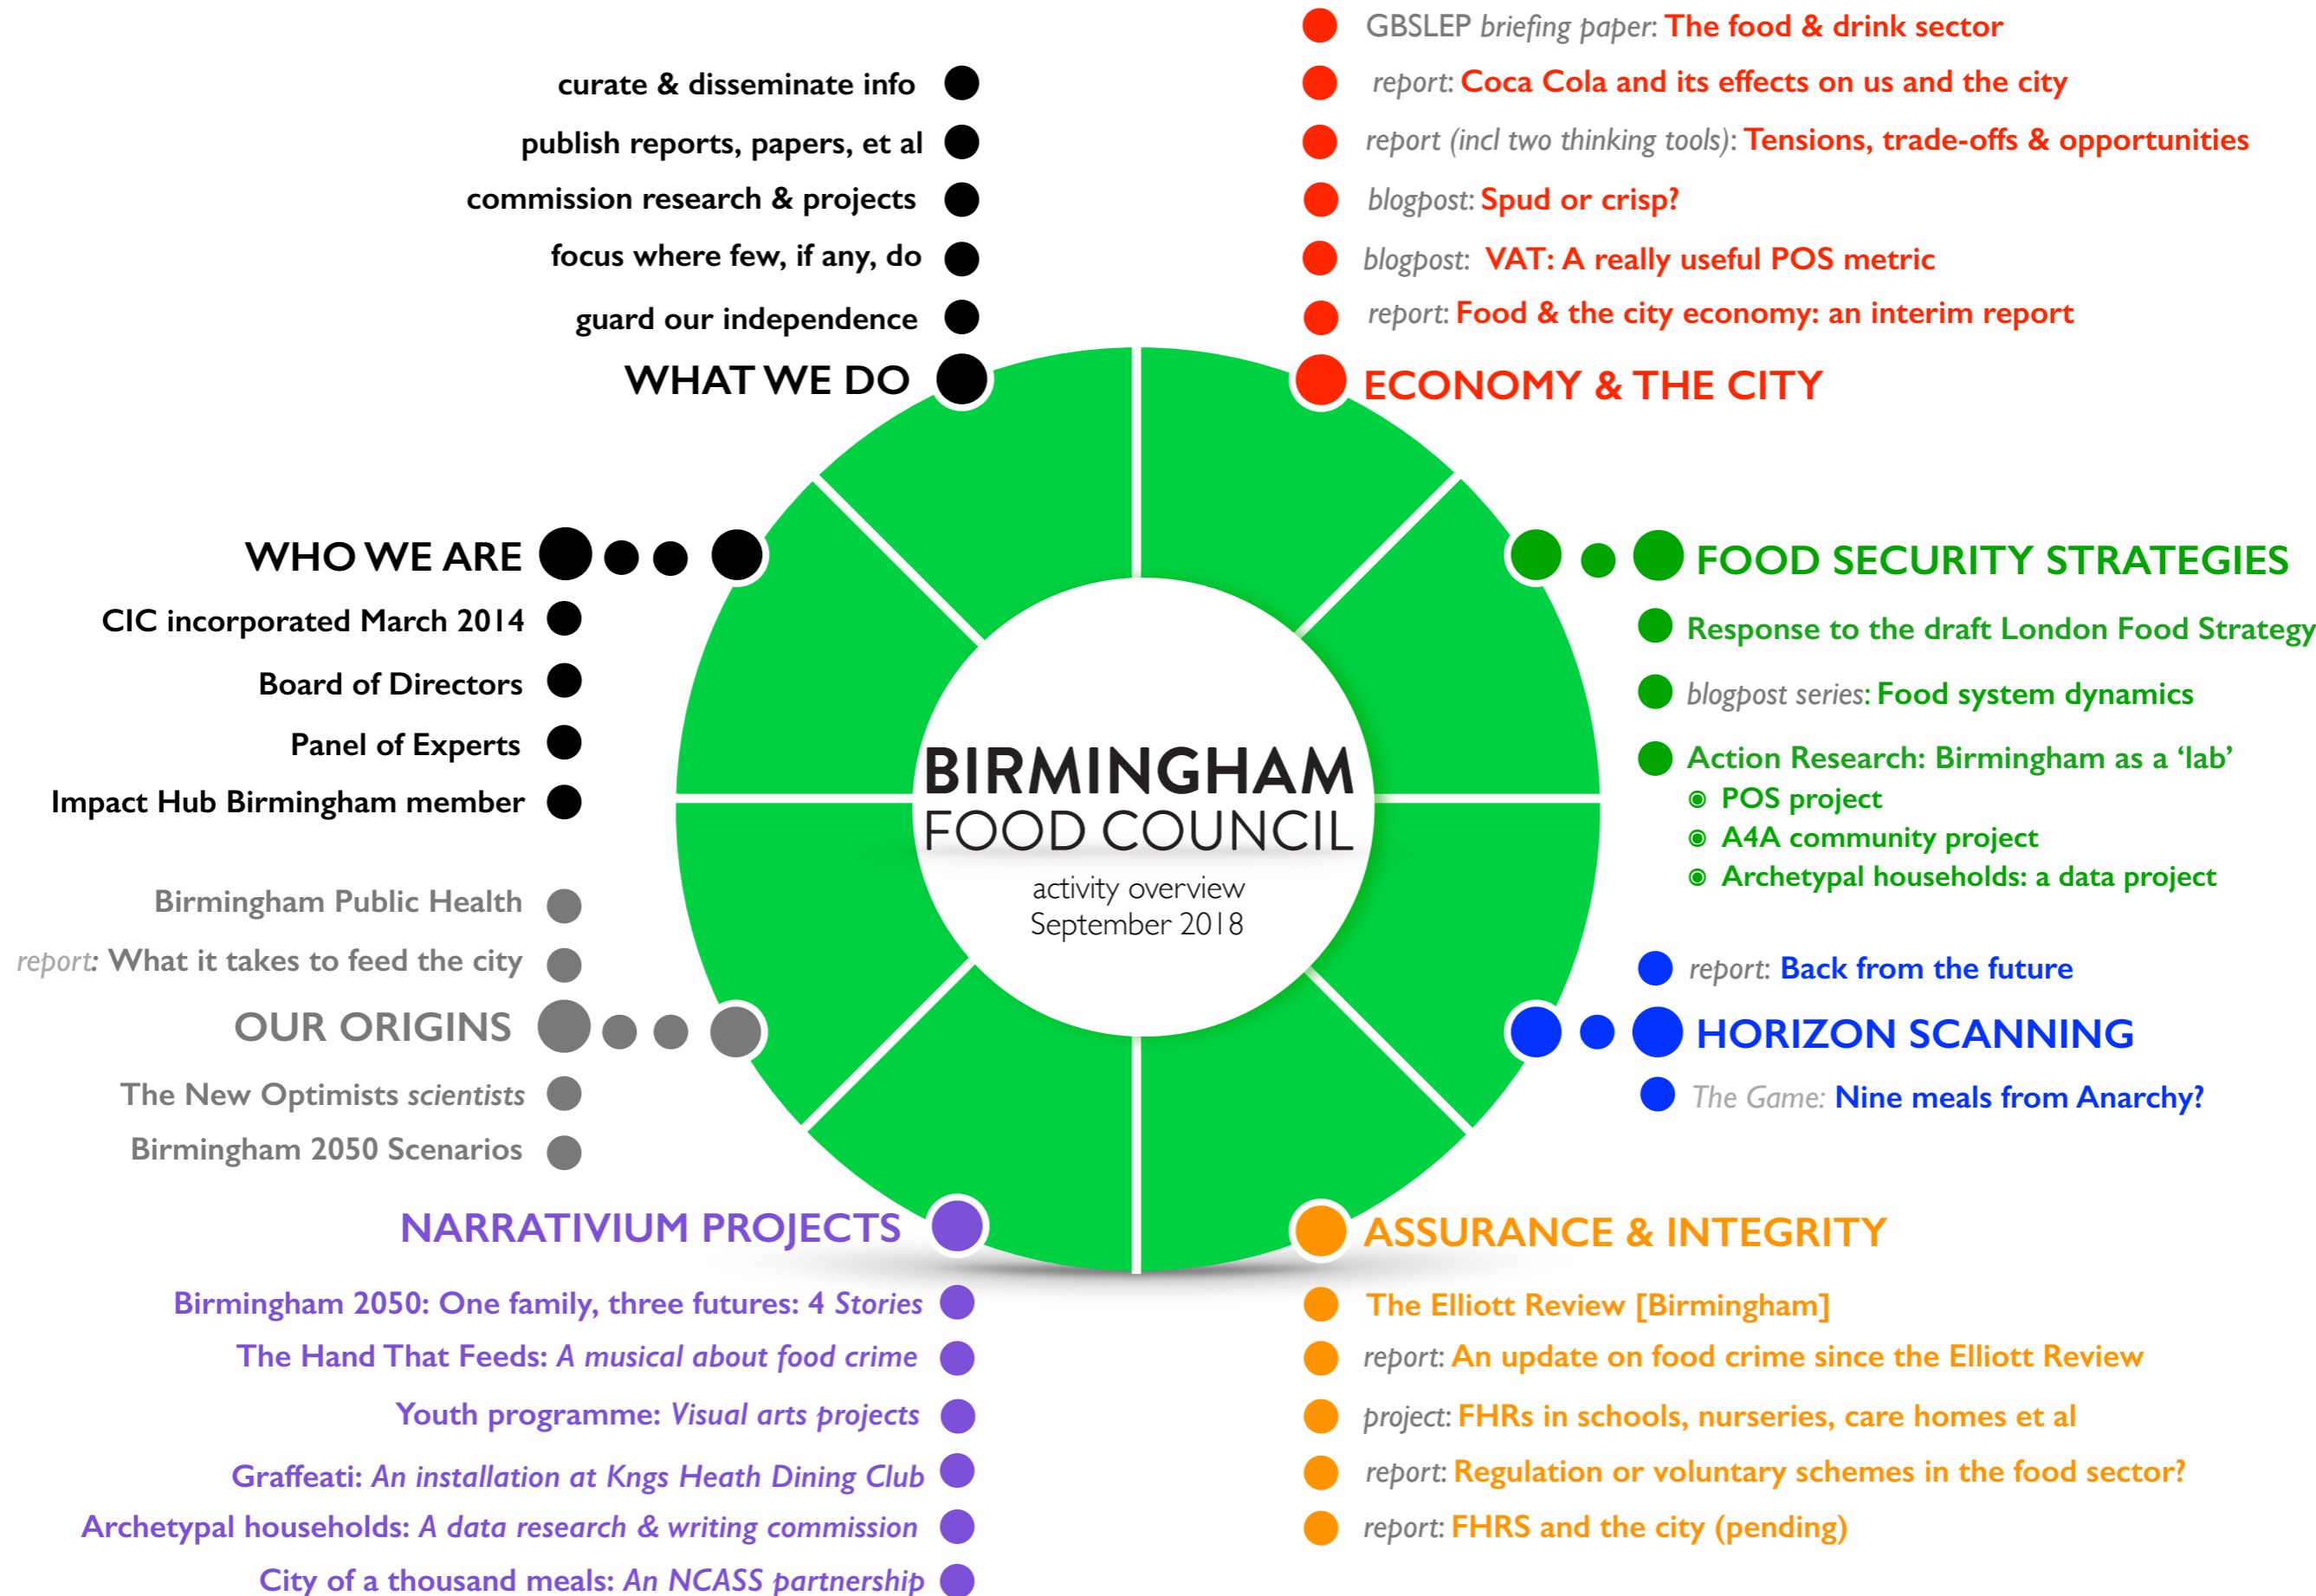 curate & disseminate info
publish reports, papers, et al
commission research & projects
focus where few, if any, do
guard our independence
WHAT WE DO
GBSLEP briefing paper: The food & drink sector
report: Coca Cola and its effects on us and the city
report (incl two thinking tools): Tensions, trade-offs & opportunities
blogpost: Spud or crisp?
blogpost: VAT: A really useful POS metric
report: Food & the city economy: an interim report
ECONOMY & THE CITY
WHO WE ARE
CIC incorporated March 2014
Board of Directors
Panel of Experts
Impact Hub Birmingham member
FOOD SECURITY STRATEGIES
Response to the draft London Food Strategy
blogpost series: Food system dynamics
Action Research: Birmingham as a ‘lab’
POS project
A4A community project
Archetypal households: a data project
BIRMINGHAM
FOOD COUNCIL
activity overview
September 2018
Birmingham Public Health
report: What it takes to feed the city
OUR ORIGINS
The New Optimists scientists
Birmingham 2050 Scenarios
report: Back from the future
HORIZON SCANNING
The Game: Nine meals from Anarchy?
NARRATIVIUM PROJECTS
Birmingham 2050: One family, three futures: 4 Stories
The Hand That Feeds: A musical about food crime
Youth programme: Visual arts projects
Graffeati: An installation at Kngs Heath Dining Club
Archetypal households: A data research & writing commission
City of a thousand meals: An NCASS partnership
ASSURANCE & INTEGRITY
The Elliott Review [Birmingham]
report: An update on food crime since the Elliott Review
project: FHRs in schools, nurseries, care homes et al
report: Regulation or voluntary schemes in the food sector?
report: FHRS and the city (pending)